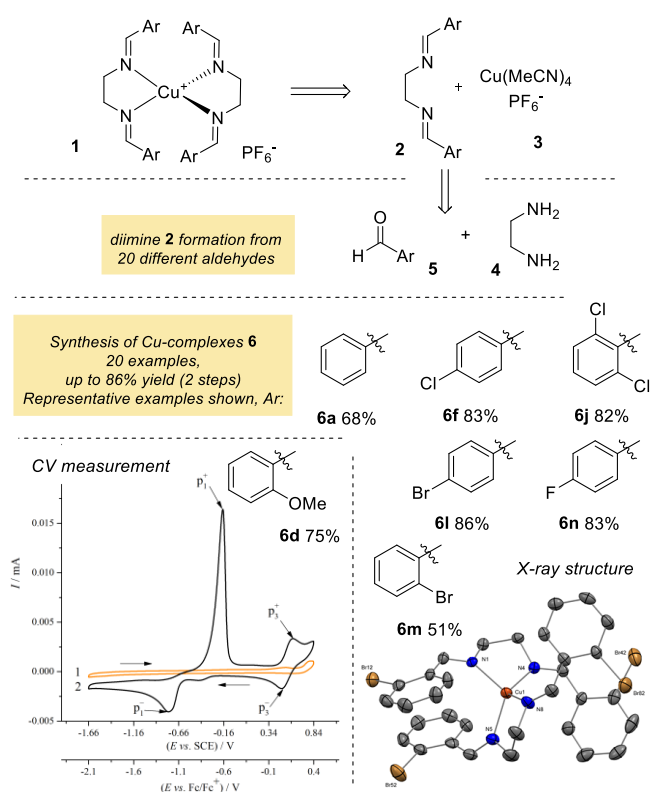 Ar
Ar
N
N
Cu+
N
N
Ar
Ar
1
PF6-
Ar
N
N
Ar
2
+
Cu(MeCN)4
PF6-
3
diimine 2 formation from
20 different aldehydes
O
H
Ar
5
+
NH2
NH2
4
Synthesis of Cu-complexes 6
20 examples,
up to 86% yield (2 steps)
Representative examples shown, Ar:
6a 68%
Cl
6f 83%
Cl
Cl
6j 82%
Br
6l 86%
F
6n 83%
Br
6m 51%
CV measurement
OMe
6d 75%
p1+
p3+
p1-
p3-
1
2
I / mA
0.015
0.010
0.005
0.000
-0.005
-1.66 -1.16 -0.66 -0.16 0.34 0.84
(E vs. SCE) / V
-2.1 -1.6 -1.1 -0.6 -0.1 0.4
(E vs. Fc/Fc+) / V
X-ray structure
Br12
N1
N4
Cu1
N8
N5
Br52
Br42
Br82